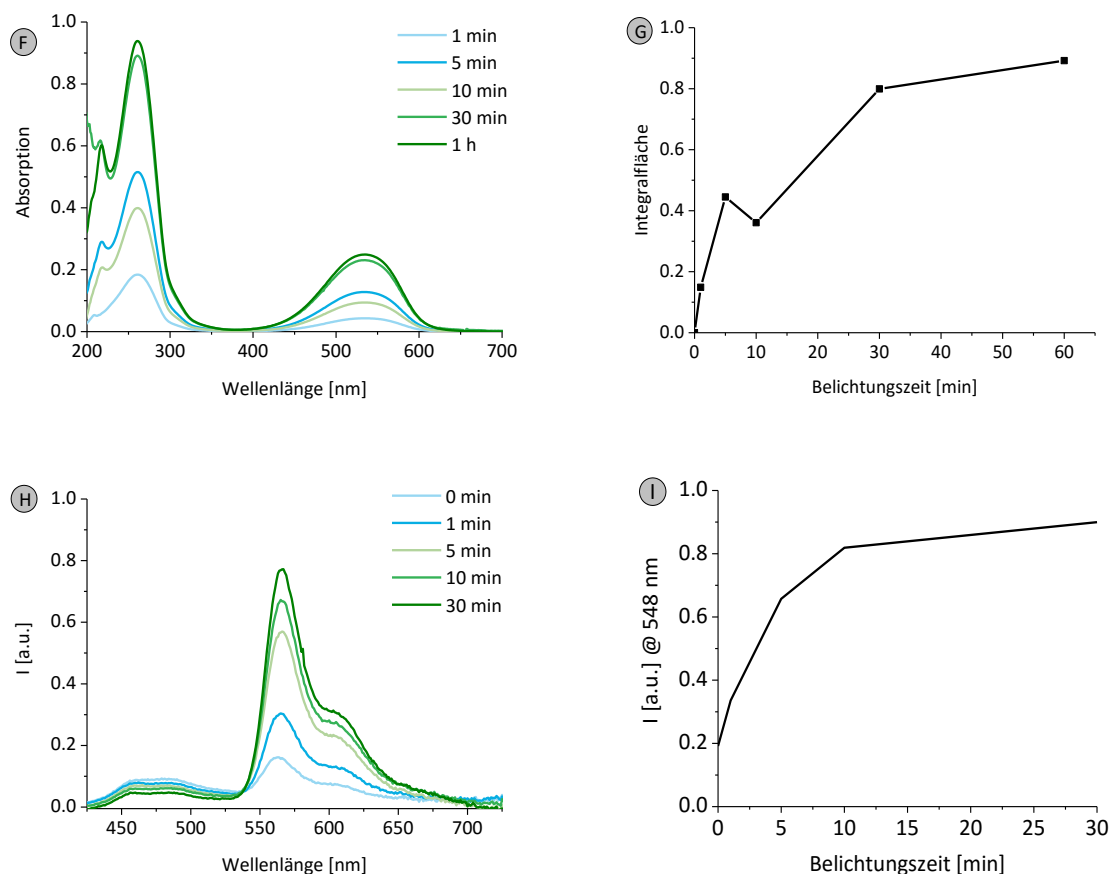 F
1.0
0.8
0.6
0.4
0.2
0.0
Absorption
200
300
400
500
600
700
Wellenlänge [nm]
1 min
5 min
10 min
30 min
1 h
G
1.0
0.8
0.6
0.4
0.2
0.0
Integralfläche
0
10
20
30
40
50
60
Belichtungszeit [min]
H
1.0
0.8
0.6
0.4
0.2
0.0
I [a.u.]
450
500
550
600
650
700
Wellenlänge [nm]
0 min
1 min
5 min
10 min
30 min
I
1.0
0.8
0.6
0.4
0.2
0.0
I [a.u.] @ 548 nm
0
5
10
15
20
25
30
Belichtungszeit [min]